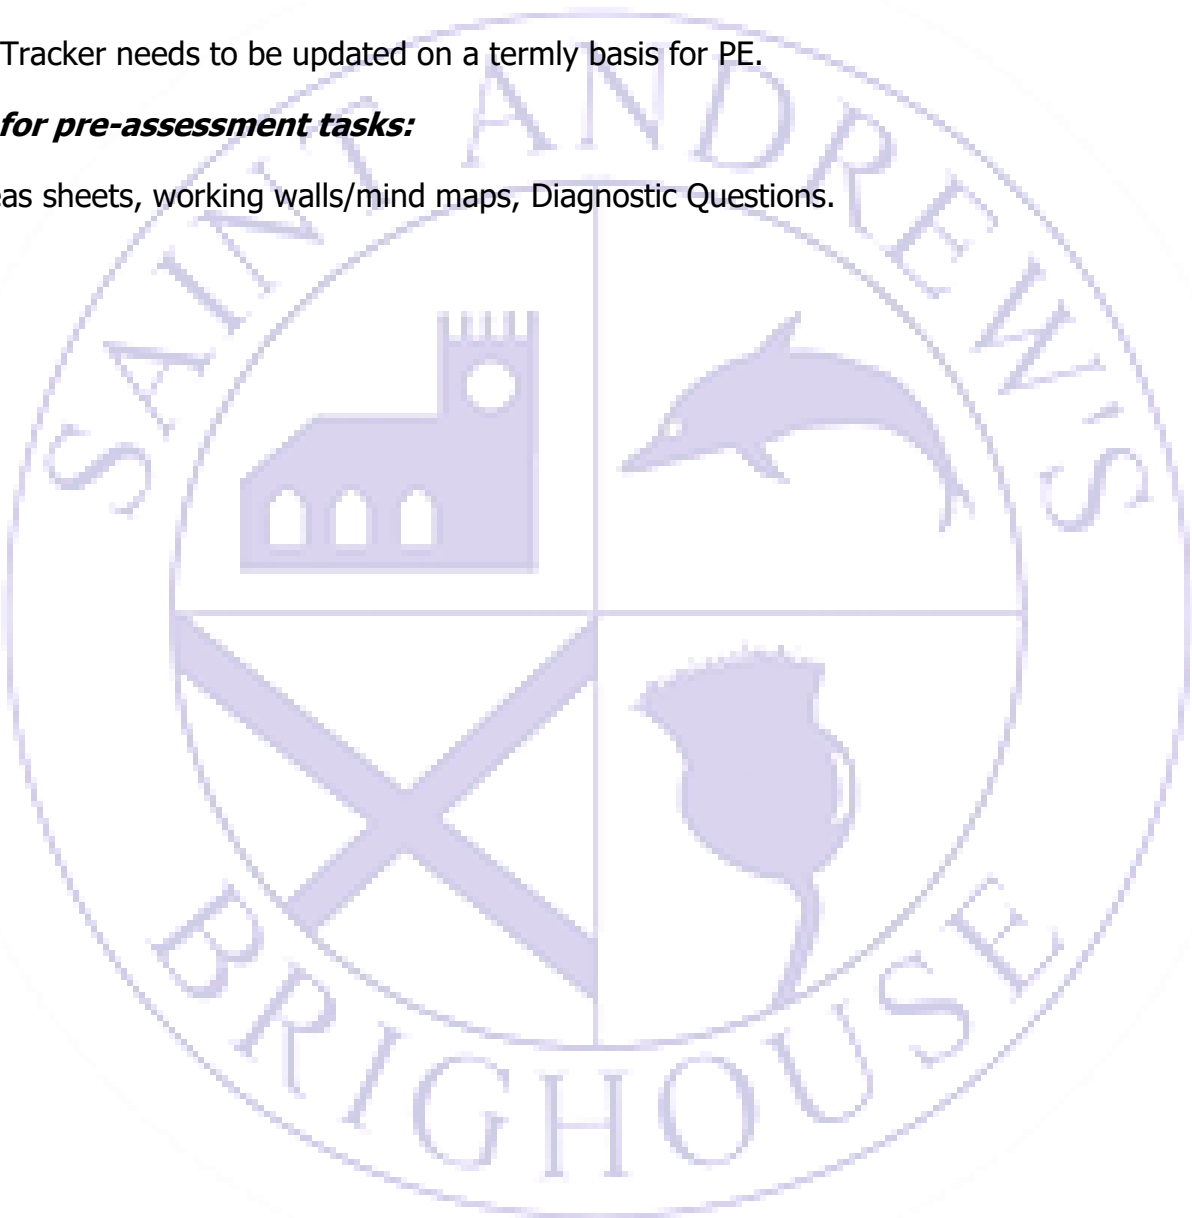 Tracker needs to be updated on a termly basis for PE.
for pre-assessment tasks:
eas sheets, working walls/mind maps, Diagnostic Questions.
SAINT ANDREW'S
BRIGHOUSE